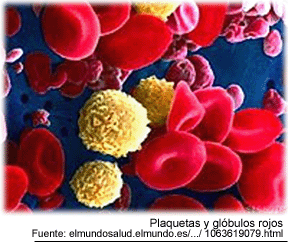 Plaquetas y glóbulos rojos
Fuente: elmundosalud.elmundo.es/.../ 1063619079.html